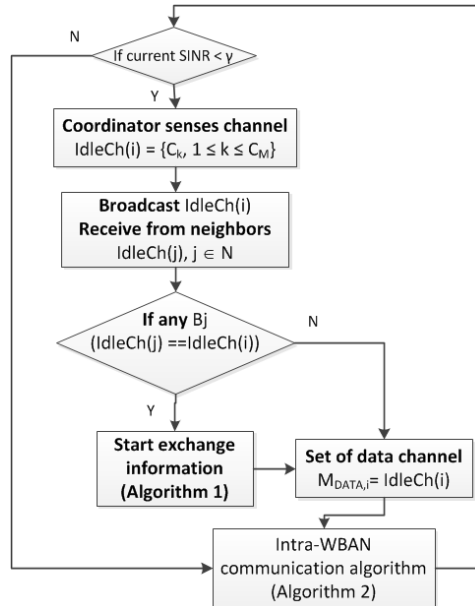 N
If current SINR < γ
Y
Coordinator senses channel
IdleCh(i) = {Cₖ, 1 ≤ k ≤ C_M}
Broadcast IdleCh(i)
Receive from neighbors
IdleCh(j), j ∈ N
If any Bj
(IdleCh(j) ==IdleCh(i))
N
Y
Start exchange
information
(Algorithm 1)
Set of data channel
M_DATA,i= IdleCh(i)
Intra-WBAN
communication algorithm
(Algorithm 2)